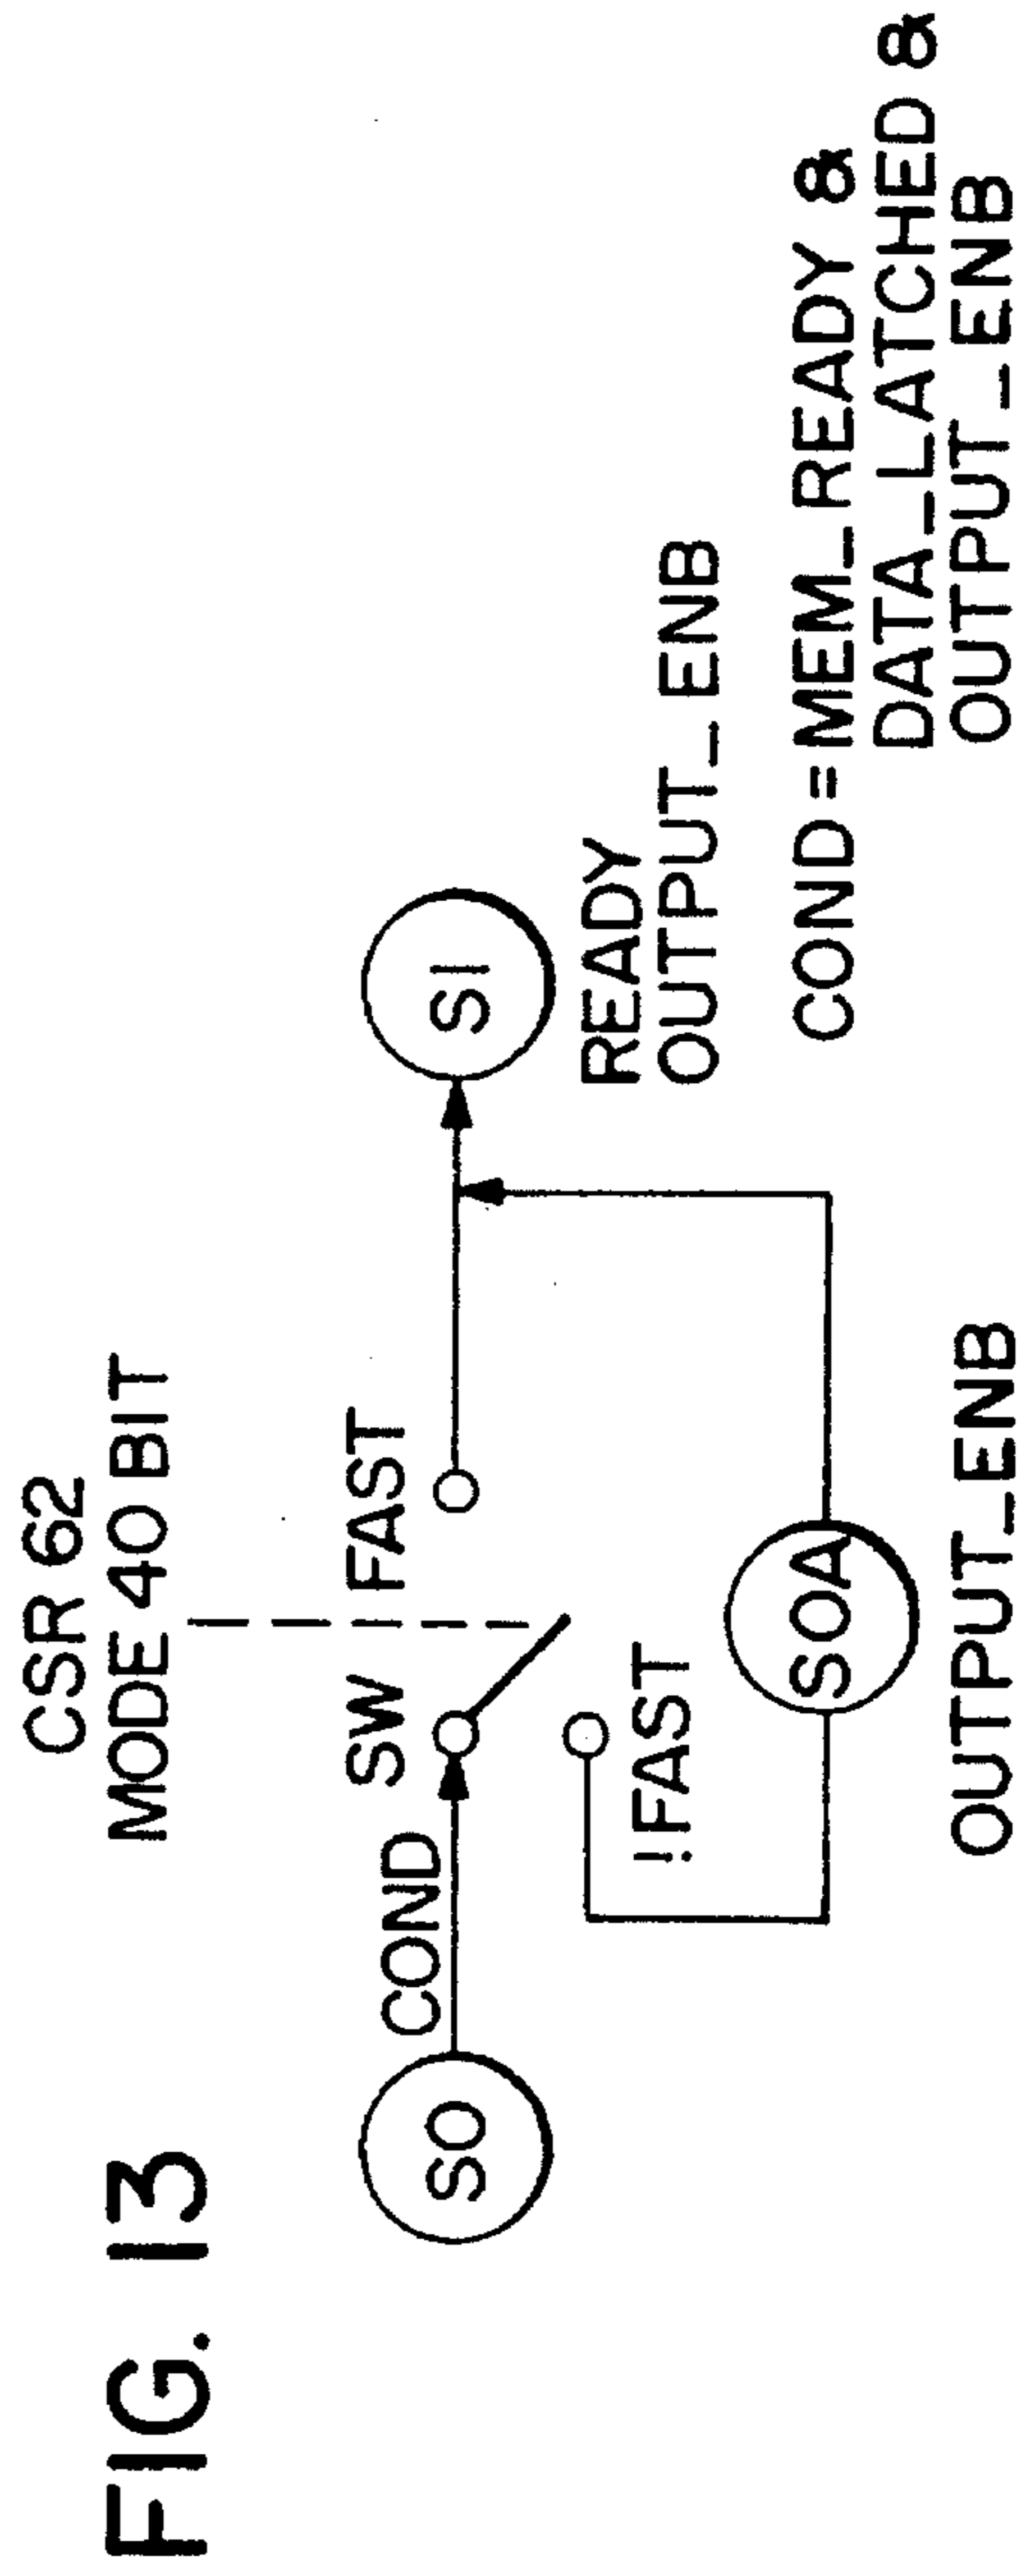 FIG. 13
CSR 62
MODE 40 BIT
SW
FAST
COND
SO
SI
!FAST
READY
OUTPUT_ENB
SOA
OUTPUT_ENB
COND = MEM_READY &
DATA_LATCHED &
OUTPUT_ENB